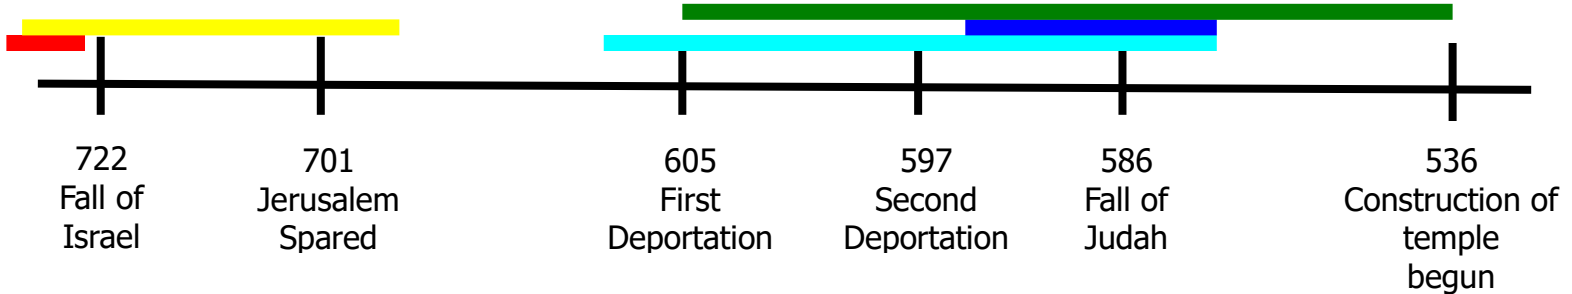 722
Fall of
Israel
701
Jerusalem
Spared
605
First
Deportation
597
Second
Deportation
586
Fall of
Judah
536
Construction of
temple
begun